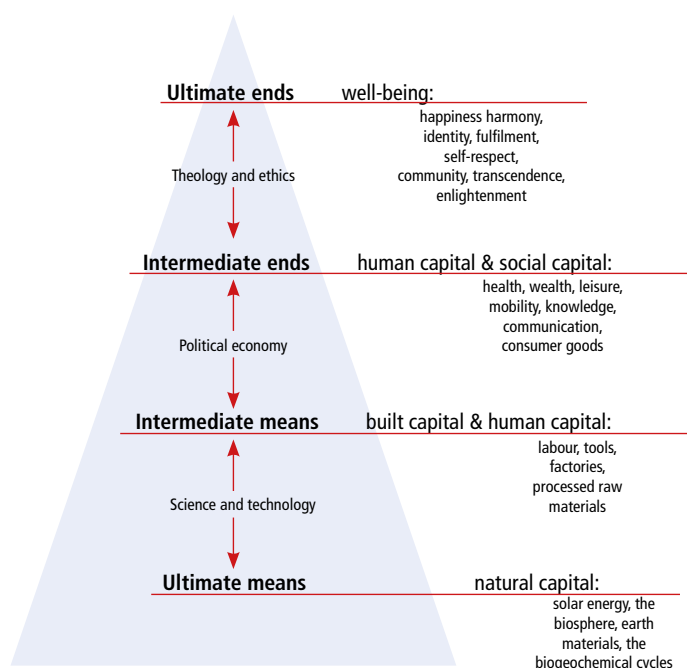 Ultimate ends well-being:
happiness harmony,
identity, fulfilment,
self-respect,
community, transcendence,
enlightenment
Theology and ethics
Intermediate ends human capital & social capital:
health, wealth, leisure,
mobility, knowledge,
communication,
consumer goods
Political economy
Intermediate means built capital & human capital:
labour, tools,
factories,
processed raw
materials
Science and technology
Ultimate means natural capital:
solar energy, the
biosphere, earth
materials, the
biogeochemical cycles